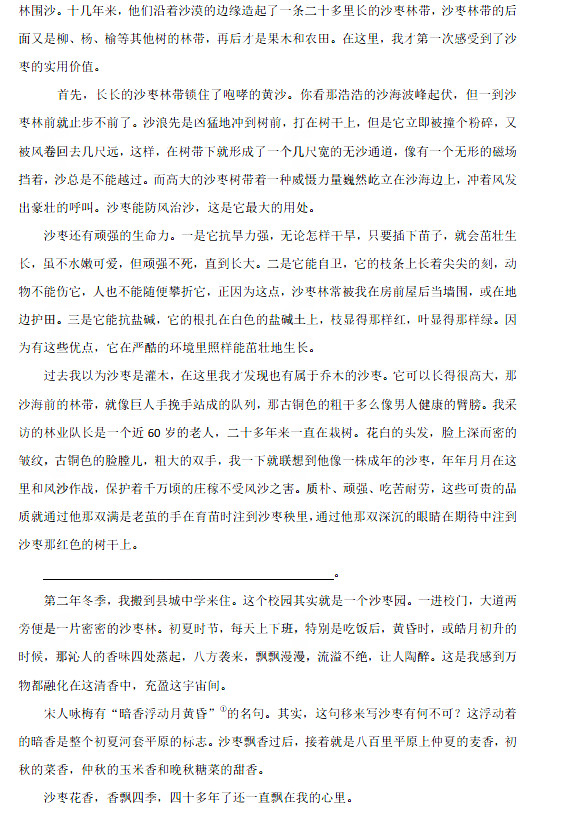 林围沙。十几年来，他们沿着沙漠的边缘造起了一条二十多里长的沙枣林带，沙枣林带的后
面又是柳、杨、榆等其他树的林带，再后才是果木和农田。在这里，我才第一次感受到了沙
枣的实用价值。
首先，长长的沙枣林带锁住了咆哮的黄沙。你看那浩浩的沙海波峰起伏，但一到沙
枣林前就止步不前了。沙浪先是凶猛地冲到树前，打在树干上，但是它立即被撞个粉碎，又
被风卷回去几尺远，这样，在树带下就形成了一个几尺宽的无沙通道，像有一个无形的磁场
挡着，沙总是不能越过。而高大的沙枣树带着一种威慑力量巍然屹立在沙海边上，冲着风发
出豪壮的呼叫。沙枣能防风治沙，这是它最大的用处。
沙枣还有顽强的生命力。一是它抗旱力强，无论怎样干旱，只要插下苗子，就会茁壮生
长，虽不水嫩可爱，但顽强不死，直到长大。二是它能自卫，它的枝条上长着尖尖的刻，动
物不能伤它，人也不能随便攀折它，正因为这点，沙枣林常被我在房前屋后当墙围，或在地
边护田。三是它能抗盐碱，它的根扎在白色的盐碱土上，枝显得那样红，叶显得那样绿。因
为有这些优点，它在严酷的环境里照样能茁壮地生长。
过去我以为沙枣是灌木，在这里我才发现也有属于乔木的沙枣。它可以长得很高大，那
沙海前的林带，就像巨人手挽手站成的队列，那古铜色的粗干多么像男人健康的臂膀。我采
访的林业队长是一个近 60 岁的老人，二十多年来一直在栽树。花白的头发，脸上深而密的
皱纹，古铜色的脸膛儿，粗大的双手，我一下就联想到他像一株成年的沙枣，年年月月在这
里和风沙作战，保护着千万顷的庄稼不受风沙之害。质朴、顽强、吃苦耐劳，这些可贵的品
质就通过他那双满是老茧的手在育苗时注到沙枣秧里，通过他那双深沉的眼睛在期待中注到
沙枣那红色的树干上。
。
第二年冬季，我搬到县城中学来住。这个校园其实就是一个沙枣园。一进校门，大道两
旁便是一片密密的沙枣林。初夏时节，每天上下班，特别是吃饭后，黄昏时，或皓月初升的
时候，那沁人的香味四处蒸起，八方袭来，飘飘漫漫，流溢不绝，让人陶醉。这是我感到万
物都融化在这清香中，充盈这宇宙间。
宋人咏梅有“暗香浮动月黄昏”①的名句。其实，这句移来写沙枣有何不可？这浮动着
的暗香是整个初夏河套平原的标志。沙枣飘香过后，接着就是八百里平原上仲夏的麦香，初
秋的菜香，仲秋的玉米香和晚秋糖菜的甜香。
沙枣花香，香飘四季，四十多年了还一直飘在我的心里。